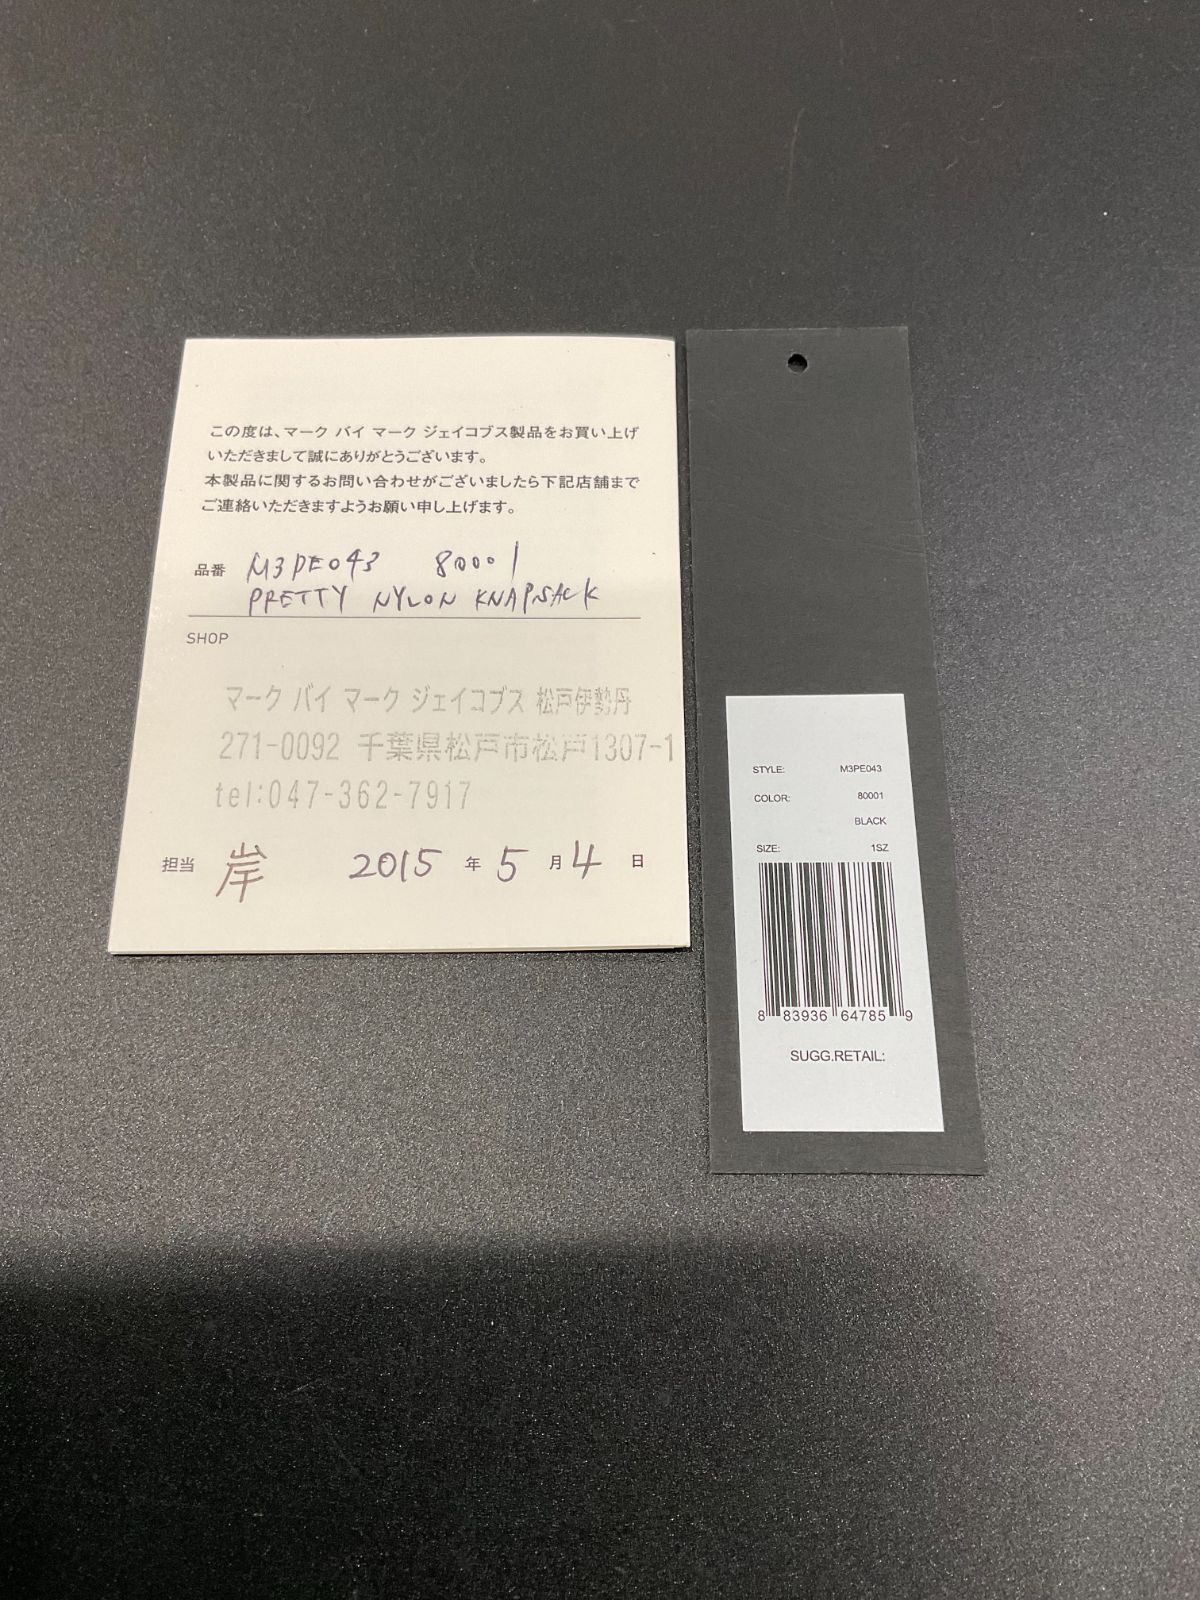 この度は、マーク バイ マーク ジェイコブス製品をお買い上げ
いただきまして誠にありがとうございます。
本製品に関するお問い合わせがございましたら下記店舗まで
ご連絡いただきますようお願い申し上げます。
品番 M3PE043 80001
PRETTY NYLON KNAPSACK
SHOP
マーク バイ マーク ジェイコブス 松戸伊勢丹
271-0092 千葉県松戸市松戸1307-1
tel:047-362-7917
担当 岸 2015 年 5 月 4 日
STYLE: M3PE043
COLOR: 80001
BLACK
SIZE: 1SZ
8 83936 64785 9
SUGG.RETAIL: